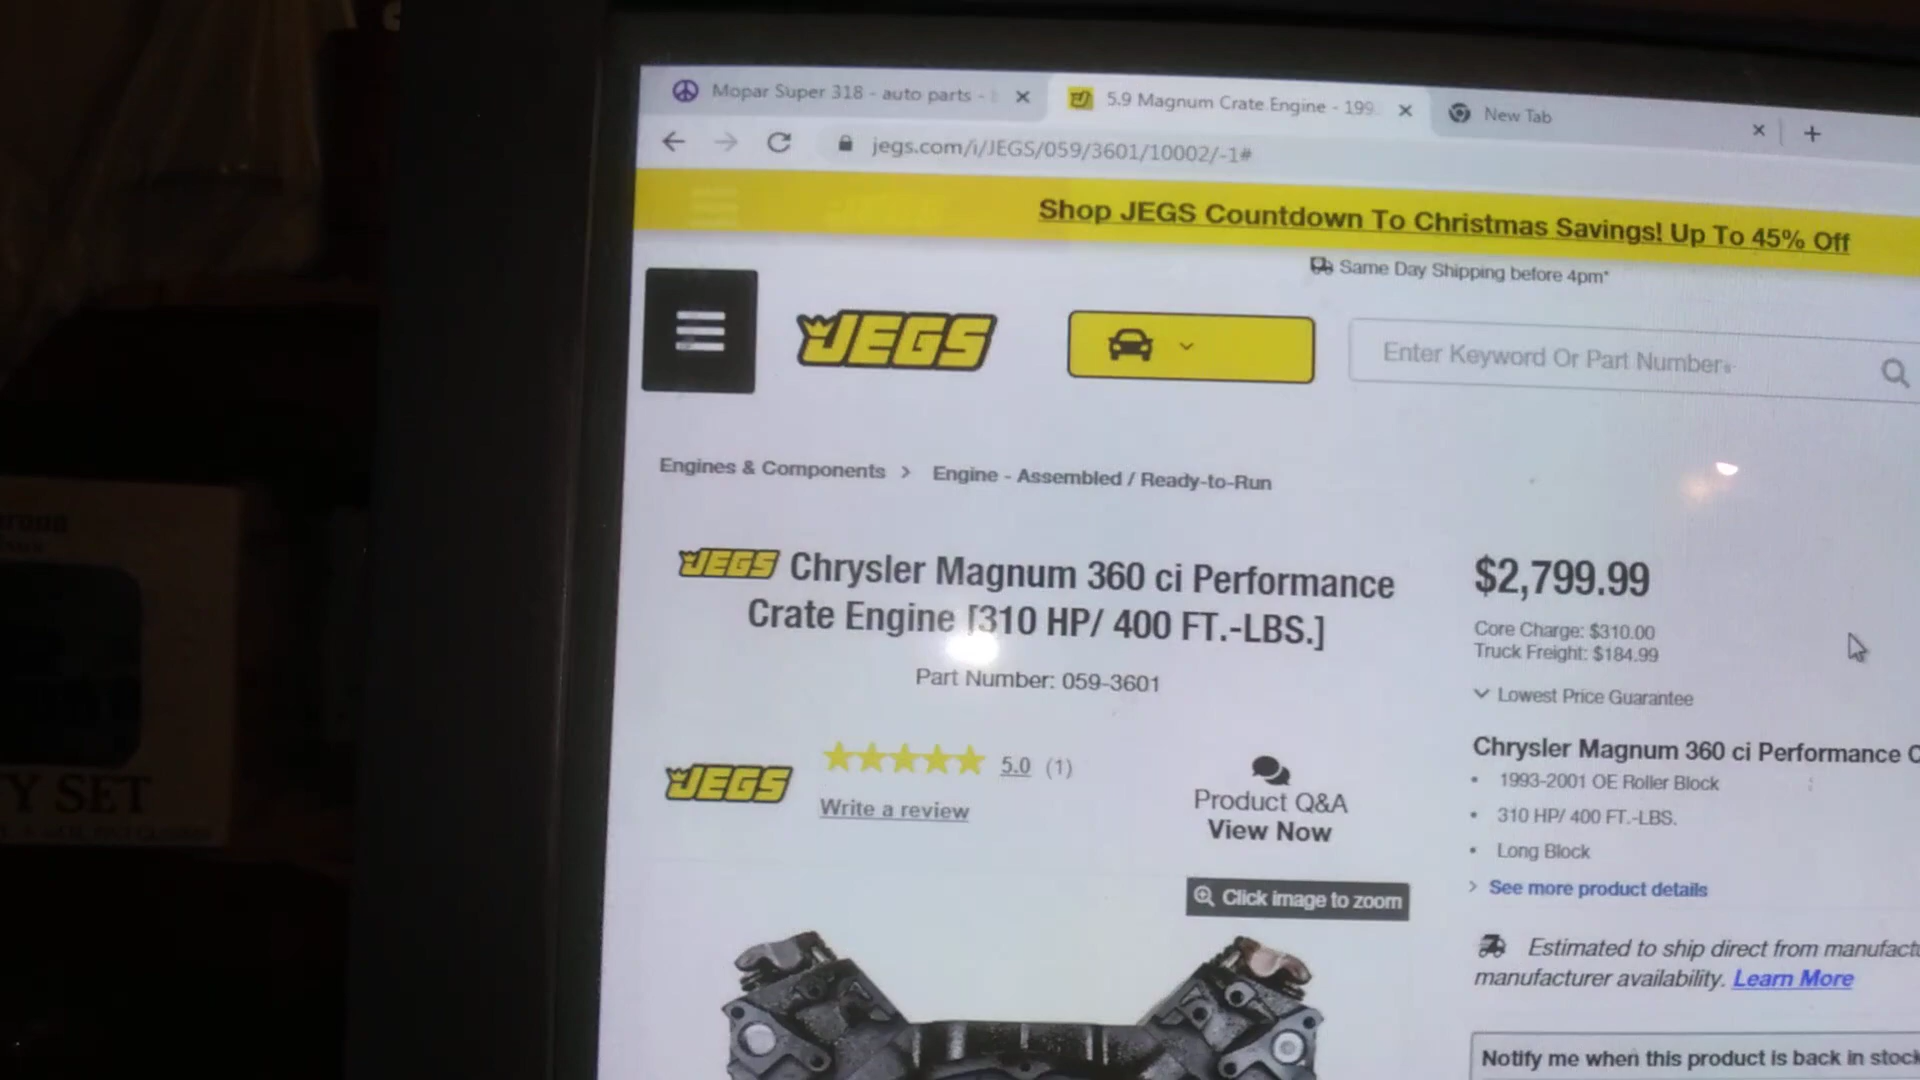 Mopar Super 318 - auto parts -
5.9 Magnum Crate Engine - 199
New Tab
jegs.com/i/JEGS/059/3601/10002/-1#
Shop JEGS Countdown To Christmas Savings! Up To 45% Off
Same Day Shipping before 4pm*
JEGS
Enter Keyword Or Part Number
Engines & Components > Engine - Assembled / Ready-to-Run
JEGS Chrysler Magnum 360 ci Performance
Crate Engine [310 HP/ 400 FT.-LBS.]
Part Number: 059-3601
$2,799.99
Core Charge: $310.00
Truck Freight: $184.99
Lowest Price Guarantee
JEGS
5.0 (1)
Write a review
Product Q&A
View Now
Chrysler Magnum 360 ci Performance C
• 1993-2001 OE Roller Block
• 310 HP/ 400 FT.-LBS.
• Long Block
> See more product details
Click image to zoom
Estimated to ship direct from manufact
manufacturer availability. Learn More
Notify me when this product is back in stock
Y SET